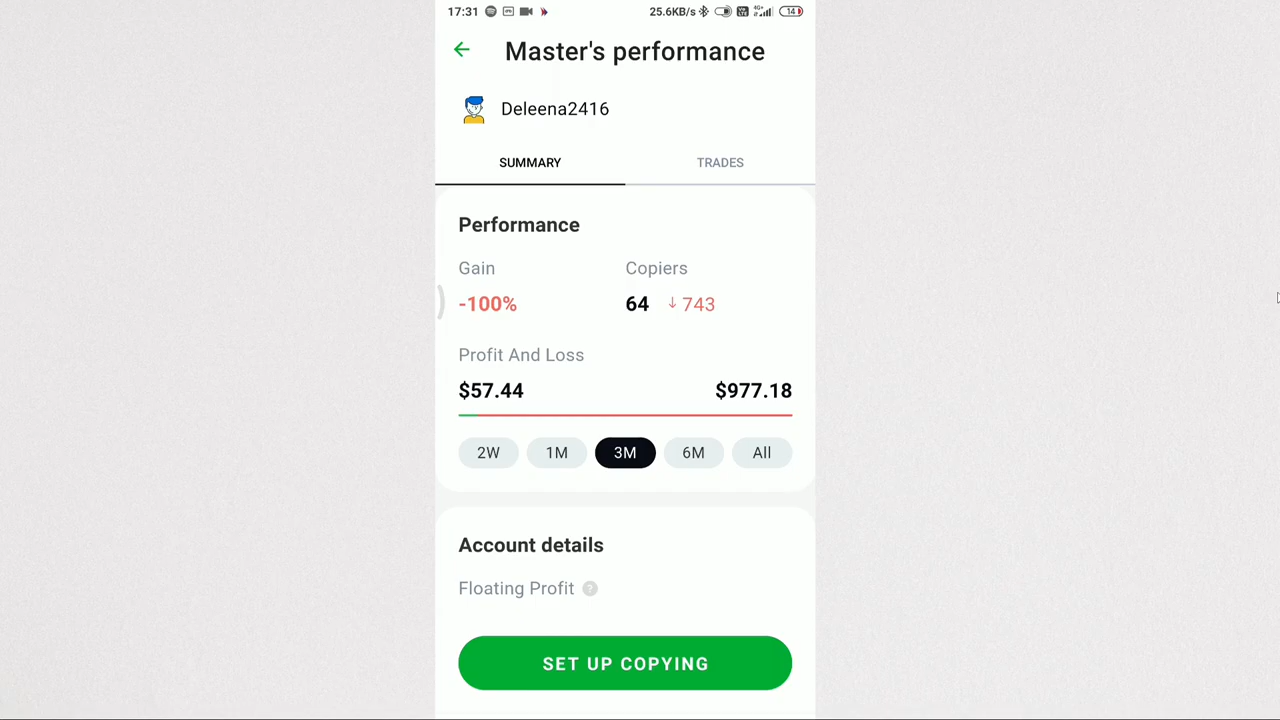 17:31 25.6KB/s 4G+ 14
Master's performance
Deleena2416
SUMMARY TRADES
Performance
Gain Copiers
-100% 64 ↓ 743
Profit And Loss
$57.44 $977.18
2W 1M 3M 6M All
Account details
Floating Profit ?
SET UP COPYING